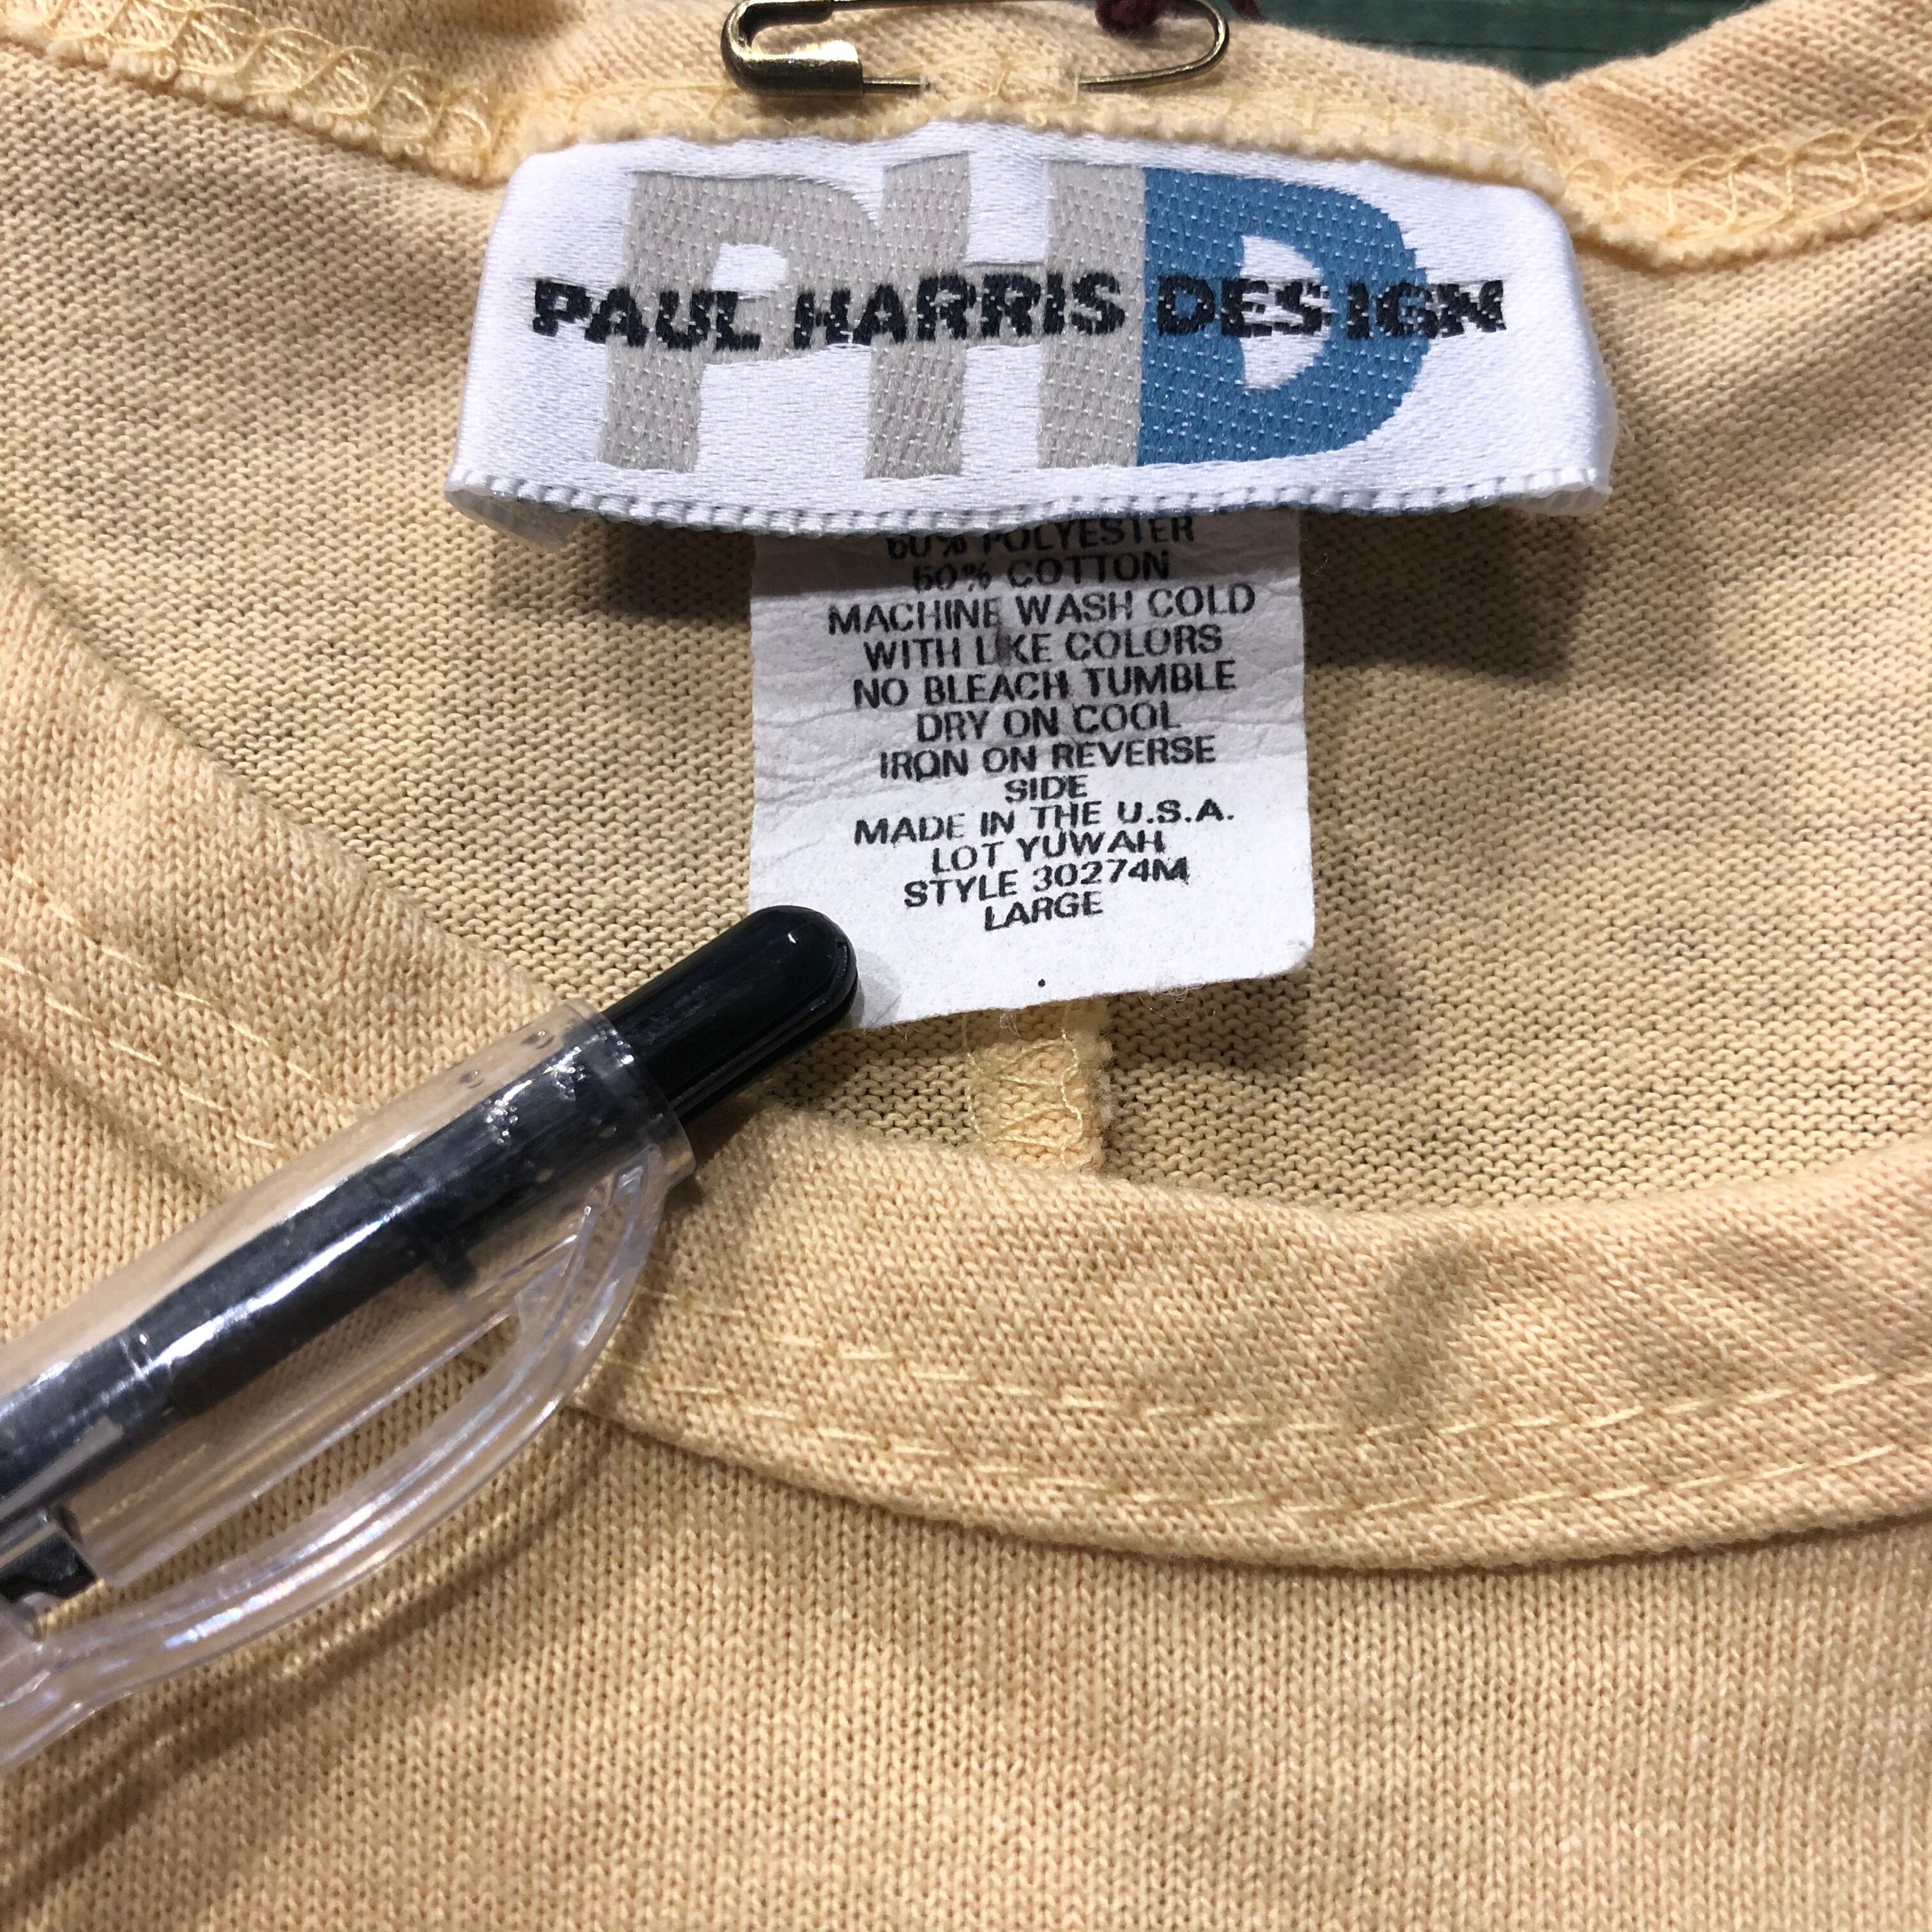 PHD
PAUL HARRIS DESIGN
50% POLYESTER
50% COTTON
MACHINE WASH COLD
WITH LIKE COLORS
NO BLEACH TUMBLE
DRY ON COOL
IRON ON REVERSE
SIDE
MADE IN THE U.S.A.
LOT YUWAH
STYLE 30274M
LARGE